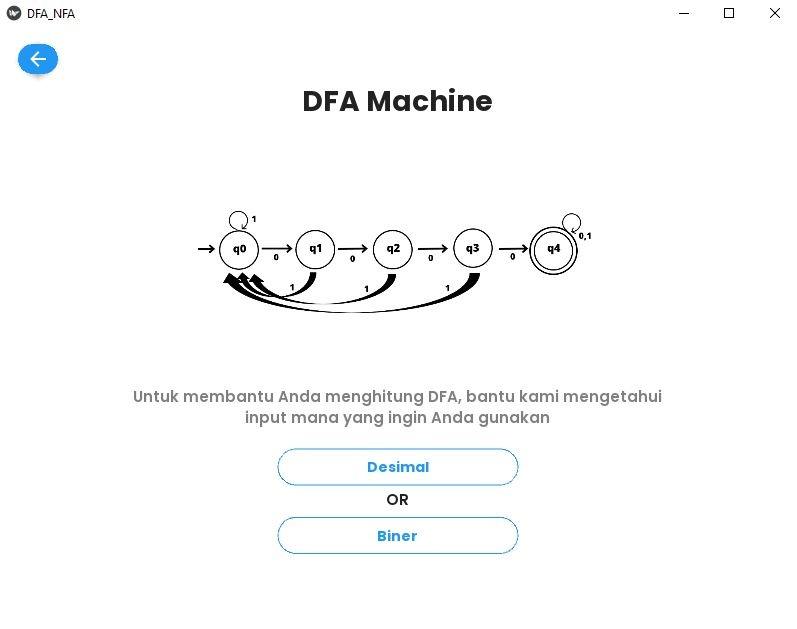 DFA_NFA
DFA Machine
1
0,1
q0
q1
q2
q3
q4
0
0
0
0
1
1
1
Untuk membantu Anda menghitung DFA, bantu kami mengetahui
input mana yang ingin Anda gunakan
Desimal
OR
Biner